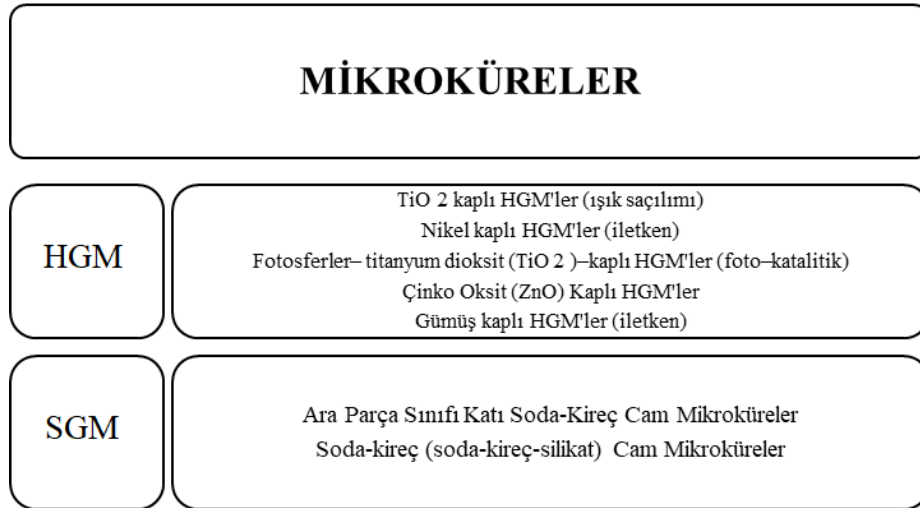 MİKROKÜRELER
HGM
TiO 2 kaplı HGM'ler (ışık saçılımı)
Nikel kaplı HGM'ler (iletken)
Fotosferler– titanyum dioksit (TiO 2 )–kaplı HGM'ler (foto–katalitik)
Çinko Oksit (ZnO) Kaplı HGM'ler
Gümüş kaplı HGM'ler (iletken)
SGM
Ara Parça Sınıfı Katı Soda-Kireç Cam Mikroküreler
Soda-kireç (soda-kireç-silikat) Cam Mikroküreler